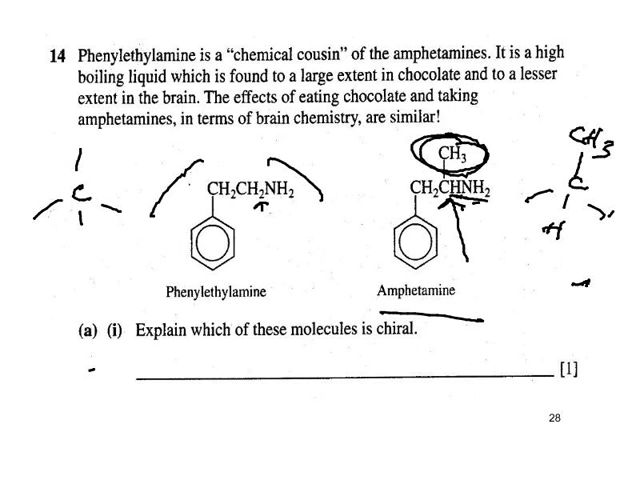 14 Phenylethylamine is a “chemical cousin” of the amphetamines. It is a high
boiling liquid which is found to a large extent in chocolate and to a lesser
extent in the brain. The effects of eating chocolate and taking
amphetamines, in terms of brain chemistry, are similar!
CH3
CH3
C
CH₂CH₂NH₂
CH₂CHNH₂
C
H
Phenylethylamine
Amphetamine
(a) (i) Explain which of these molecules is chiral.
[1]
28